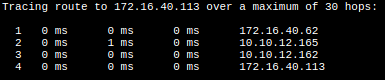 Tracing route to 172.16.40.113 over a maximum of 30 hops:
1 0 ms 0 ms 0 ms 172.16.40.62
2 0 ms 1 ms 0 ms 10.10.12.165
3 0 ms 0 ms 0 ms 10.10.12.162
4 0 ms 0 ms 0 ms 172.16.40.113